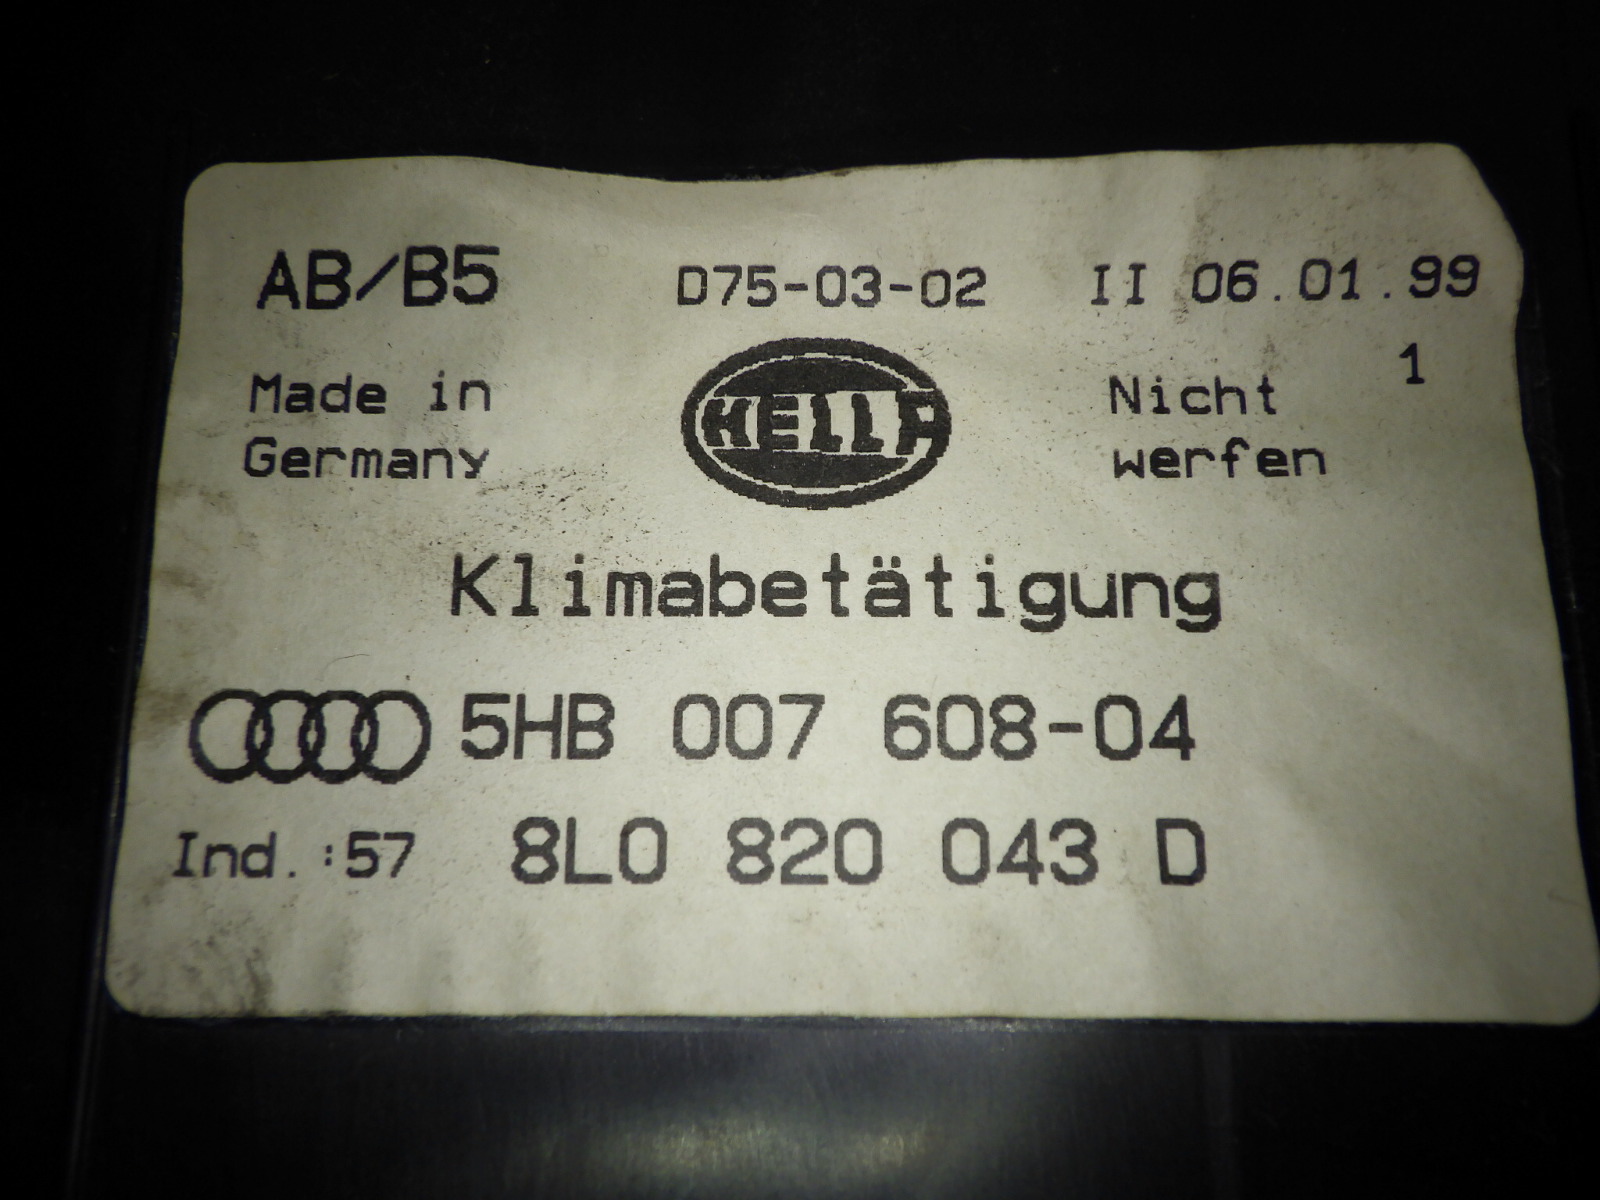 AB/B5 D75-03-02 II 06.01.99
1
Made in HELLA Nicht
Germany werfen
Klimabetätigung
5HB 007 608-04
Ind.:57 8L0 820 043 D